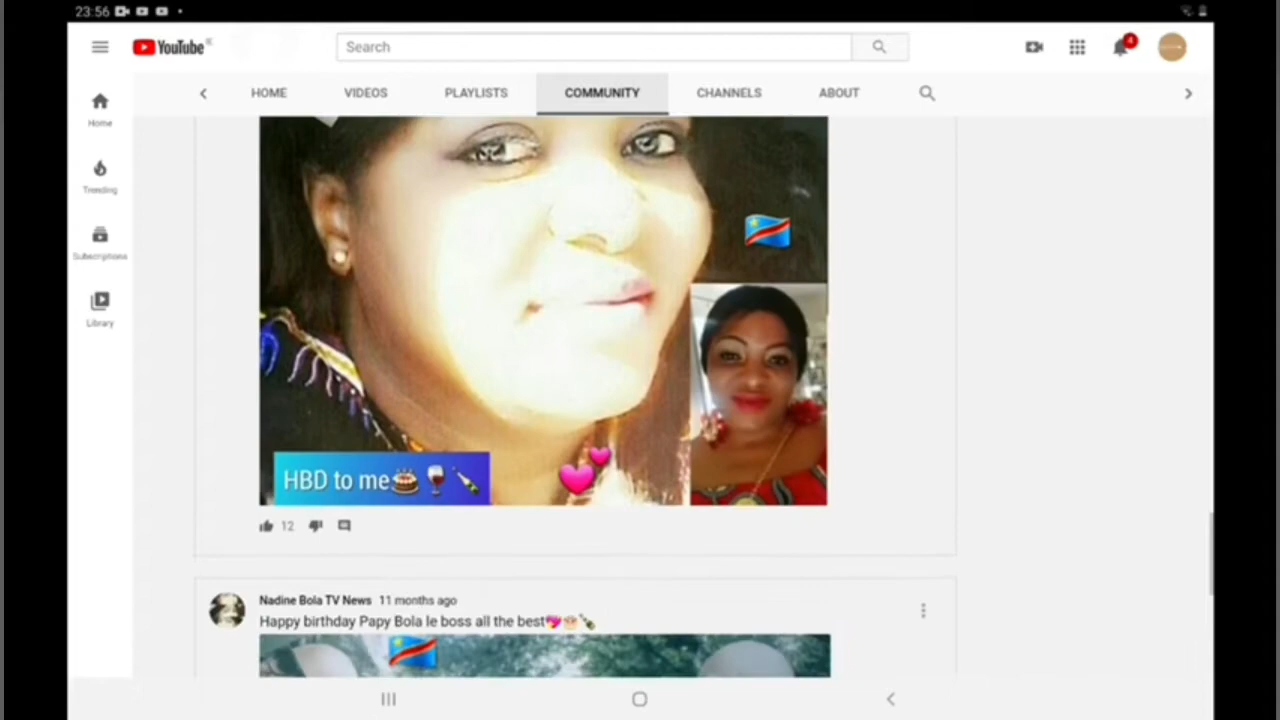 23:56
YouTube
Search
4
HOME VIDEOS PLAYLISTS COMMUNITY CHANNELS ABOUT
Home
Trending
Subscriptions
Library
HBD to me
12
Nadine Bola TV News 11 months ago
Happy birthday Papy Bola le boss all the best